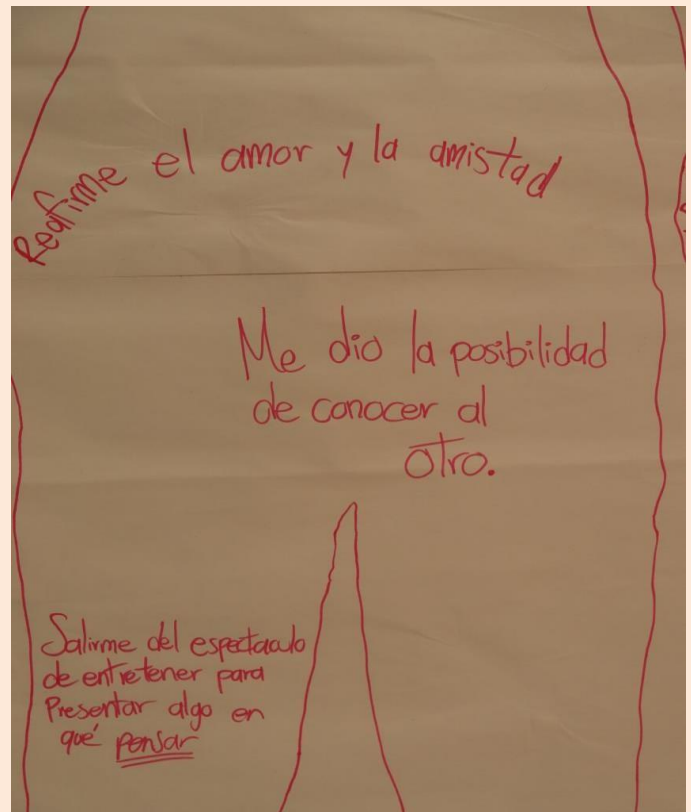 Reafirme el amor y la amistad
Me dio la posibilidad
de conocer al
otro.
Salirme del espectaculo
de entretener para
Presentar algo en
qué pensar